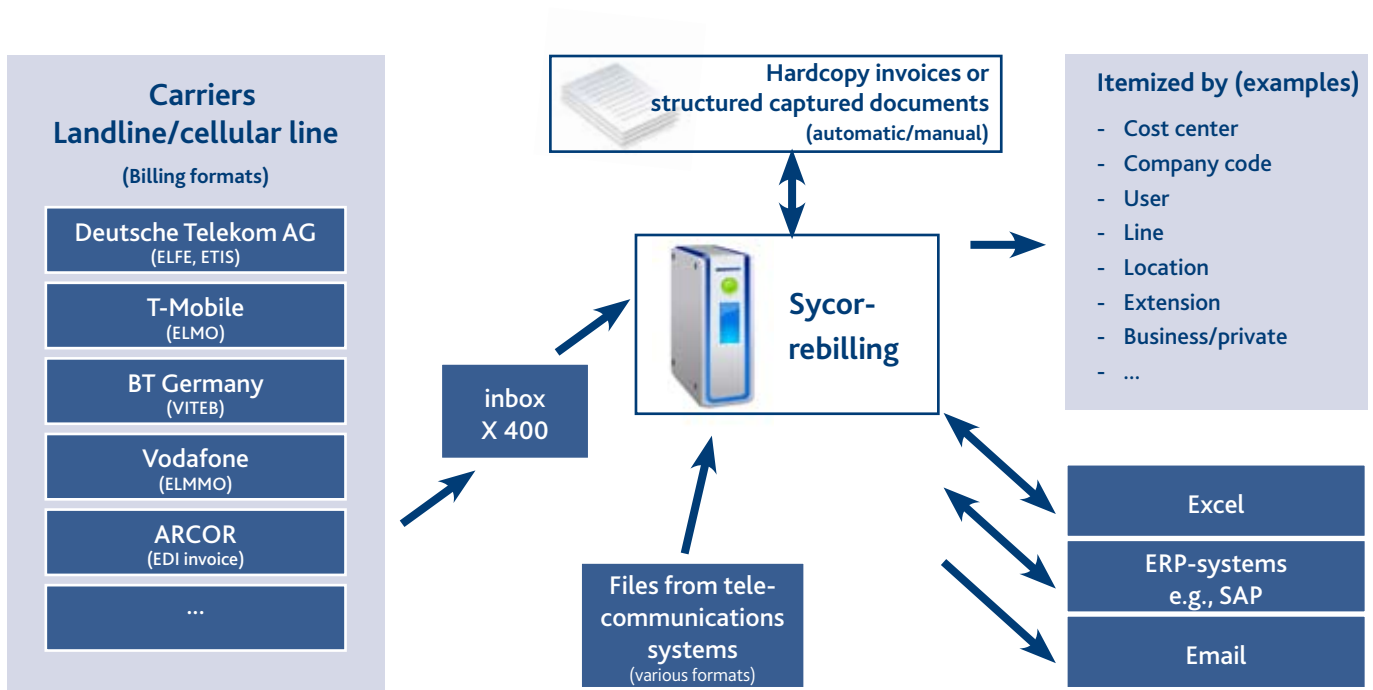 Carriers
Landline/cellular line
(Billing formats)
Deutsche Telekom AG
(ELFE, ETIS)
T-Mobile
(ELMO)
BT Germany
(VITEB)
Vodafone
(ELMMO)
ARCOR
(EDI invoice)
...
inbox
X 400
Hardcopy invoices or
structured captured documents
(automatic/manual)
Sycor-
rebilling
Files from tele-
communications
systems
(various formats)
Itemized by (examples)
- Cost center
- Company code
- User
- Line
- Location
- Extension
- Business/private
- ...
Excel
ERP-systems
e.g., SAP
Email